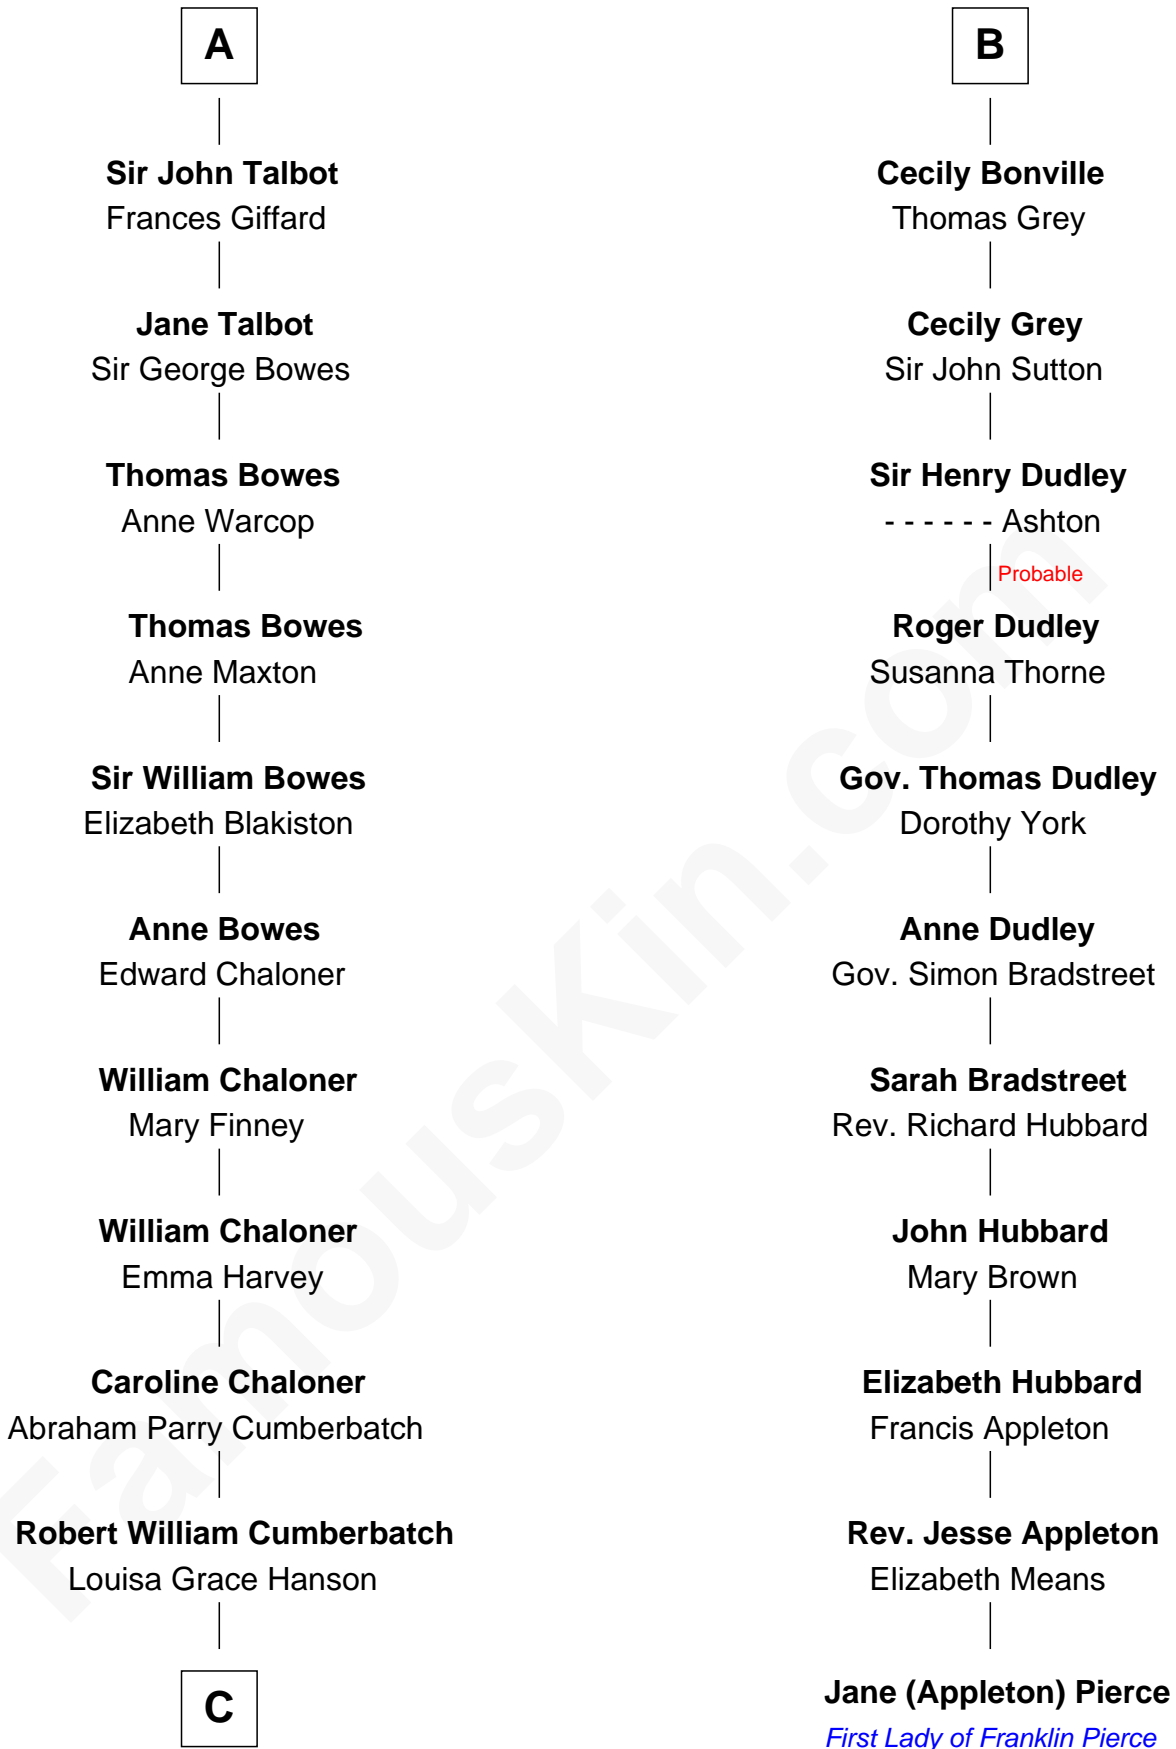 A
Sir John Talbot
Frances Giffard
Jane Talbot
Sir George Bowes
Thomas Bowes
Anne Warcop
Thomas Bowes
Anne Maxton
Sir William Bowes
Elizabeth Blakiston
Anne Bowes
Edward Chaloner
William Chaloner
Mary Finney
William Chaloner
Emma Harvey
Caroline Chaloner
Abraham Parry Cumberbatch
Robert William Cumberbatch
Louisa Grace Hanson
C
B
Cecily Bonville
Thomas Grey
Cecily Grey
Sir John Sutton
Sir Henry Dudley
- - - - - - Ashton
Probable
Roger Dudley
Susanna Thorne
Gov. Thomas Dudley
Dorothy York
Anne Dudley
Gov. Simon Bradstreet
Sarah Bradstreet
Rev. Richard Hubbard
John Hubbard
Mary Brown
Elizabeth Hubbard
Francis Appleton
Rev. Jesse Appleton
Elizabeth Means
Jane (Appleton) Pierce
First Lady of Franklin Pierce
FamousKin.com